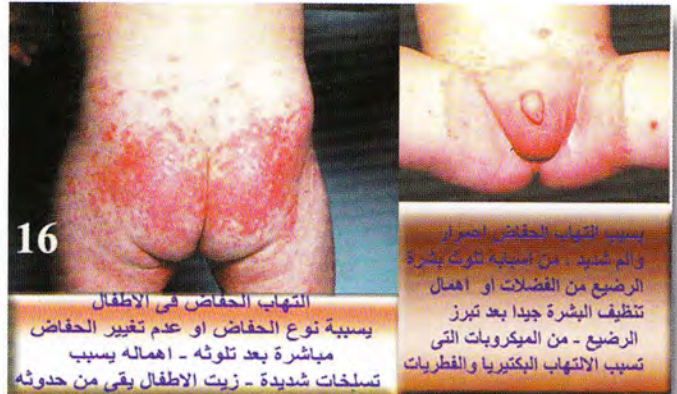 يسبب التهاب الحفاض احمرار
والم شديد . من اسبابه تلوث بشرة
الرضيع من الفضلات او اهمال
تنظيف البشرة جيدا بعد تبرز
الرضيع - من الميكروبات التى
تسبب الالتهاب البكتيريا والفطريات
16
التهاب الحفاض فى الاطفال
يسببة نوع الحفاض او عدم تغيير الحفاض
مباشرة بعد تلوثه - اهماله يسبب
تسلخات شديدة - زيت الاطفال يقى من حدوثه